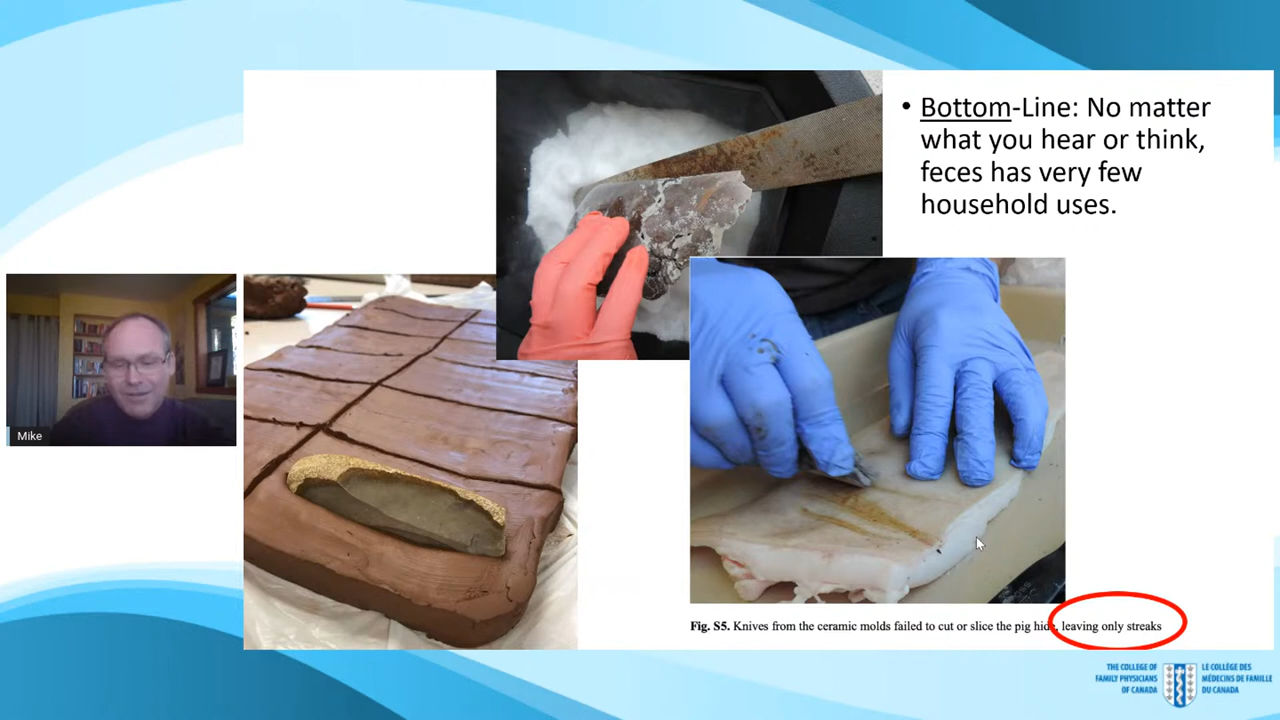 • Bottom-Line: No matter
what you hear or think,
feces has very few
household uses.
Mike
Fig. S5. Knives from the ceramic molds failed to cut or slice the pig hide, leaving only streaks
THE COLLEGE OF
FAMILY PHYSICIANS
OF CANADA
LE COLLÈGE DES
MÉDECINS DE FAMILLE
DU CANADA